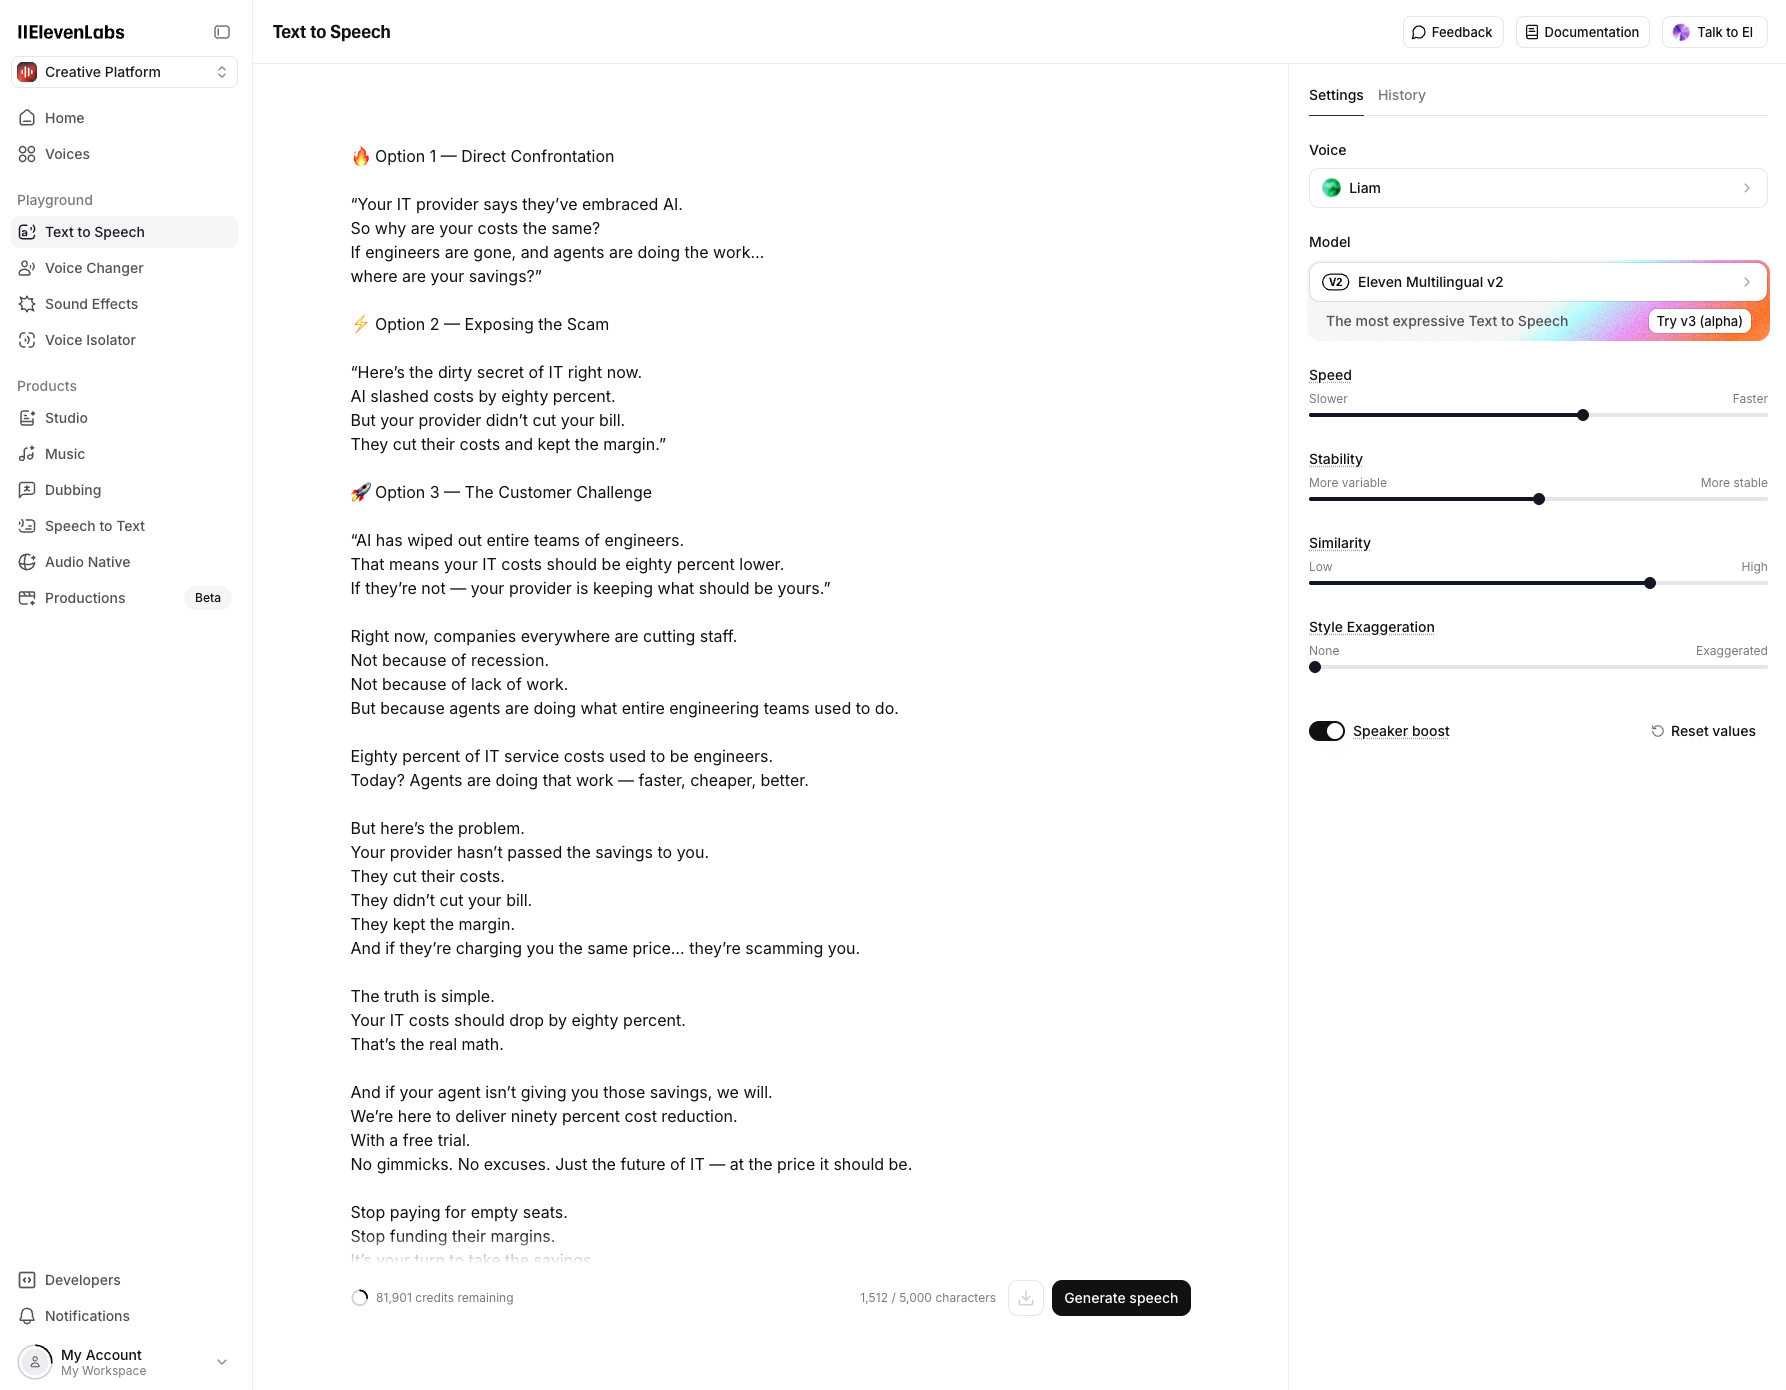 IIElevenLabs
Creative Platform
Home
Voices
Playground
Text to Speech
Voice Changer
Sound Effects
Voice Isolator
Products
Studio
Music
Dubbing
Speech to Text
Audio Native
Productions Beta
Developers
Notifications
My Account
My Workspace
Text to Speech
Feedback
Documentation
Talk to El
🔥 Option 1 — Direct Confrontation
“Your IT provider says they’ve embraced AI.
So why are your costs the same?
If engineers are gone, and agents are doing the work…
where are your savings?”
⚡ Option 2 — Exposing the Scam
“Here’s the dirty secret of IT right now.
AI slashed costs by eighty percent.
But your provider didn’t cut your bill.
They cut their costs and kept the margin.”
🚀 Option 3 — The Customer Challenge
“AI has wiped out entire teams of engineers.
That means your IT costs should be eighty percent lower.
If they’re not — your provider is keeping what should be yours.”
Right now, companies everywhere are cutting staff.
Not because of recession.
Not because of lack of work.
But because agents are doing what entire engineering teams used to do.
Eighty percent of IT service costs used to be engineers.
Today? Agents are doing that work — faster, cheaper, better.
But here’s the problem.
Your provider hasn’t passed the savings to you.
They cut their costs.
They didn’t cut your bill.
They kept the margin.
And if they’re charging you the same price… they’re scamming you.
The truth is simple.
Your IT costs should drop by eighty percent.
That’s the real math.
And if your agent isn’t giving you those savings, we will.
We’re here to deliver ninety percent cost reduction.
With a free trial.
No gimmicks. No excuses. Just the future of IT — at the price it should be.
Stop paying for empty seats.
Stop funding their margins.
It’s your turn to take the savings
81,901 credits remaining
1,512 / 5,000 characters
Generate speech
Settings
History
Voice
Liam
Model
V2 Eleven Multilingual v2
The most expressive Text to Speech
Try v3 (alpha)
Speed
Slower Faster
Stability
More variable More stable
Similarity
Low High
Style Exaggeration
None Exaggerated
Speaker boost
Reset values